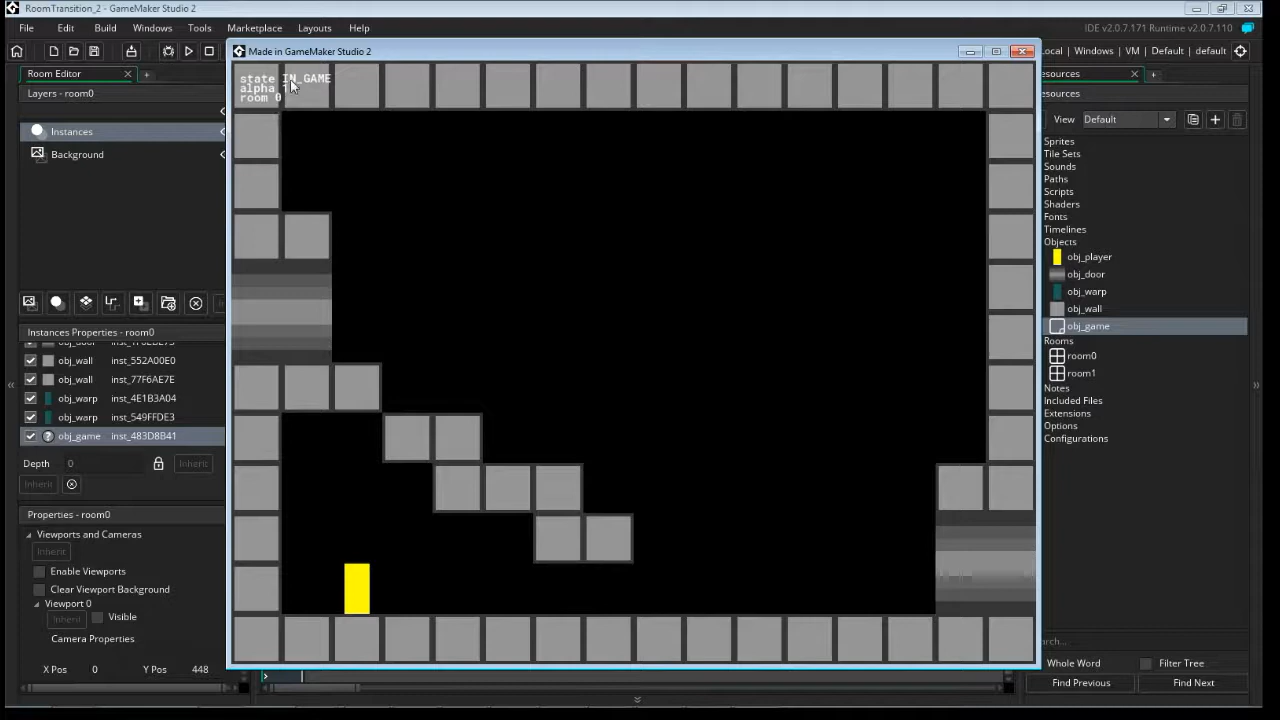 RoomTransition_2 - GameMaker Studio 2
File Edit Build Windows Tools Marketplace Layouts Help
IDE v2.0.7.171 Runtime v2.0.7.110
Local | Windows | VM | Default | default
Room Editor
Layers - room0
Instances
Background
Instances Properties - room0
obj_wall inst_552A00E0
obj_wall inst_77F6AE7E
obj_warp inst_4E1B3A04
obj_warp inst_549FFDE3
obj_game inst_483D8B41
Depth 0 Inherit
Inherit
Properties - room0
Viewports and Cameras
Inherit
Enable Viewports
Clear Viewport Background
Viewport 0
Inherit Visible
Camera Properties
X Pos 0 Y Pos 448
Made in GameMaker Studio 2
state IN_GAME
alpha
room 0
esources
esources
View Default
Sprites
Tile Sets
Sounds
Paths
Scripts
Shaders
Fonts
Timelines
Objects
obj_player
obj_door
obj_warp
obj_wall
obj_game
Rooms
room0
room1
Notes
Included Files
Extensions
Options
Configurations
rch...
Whole Word Filter Tree
Find Previous Find Next